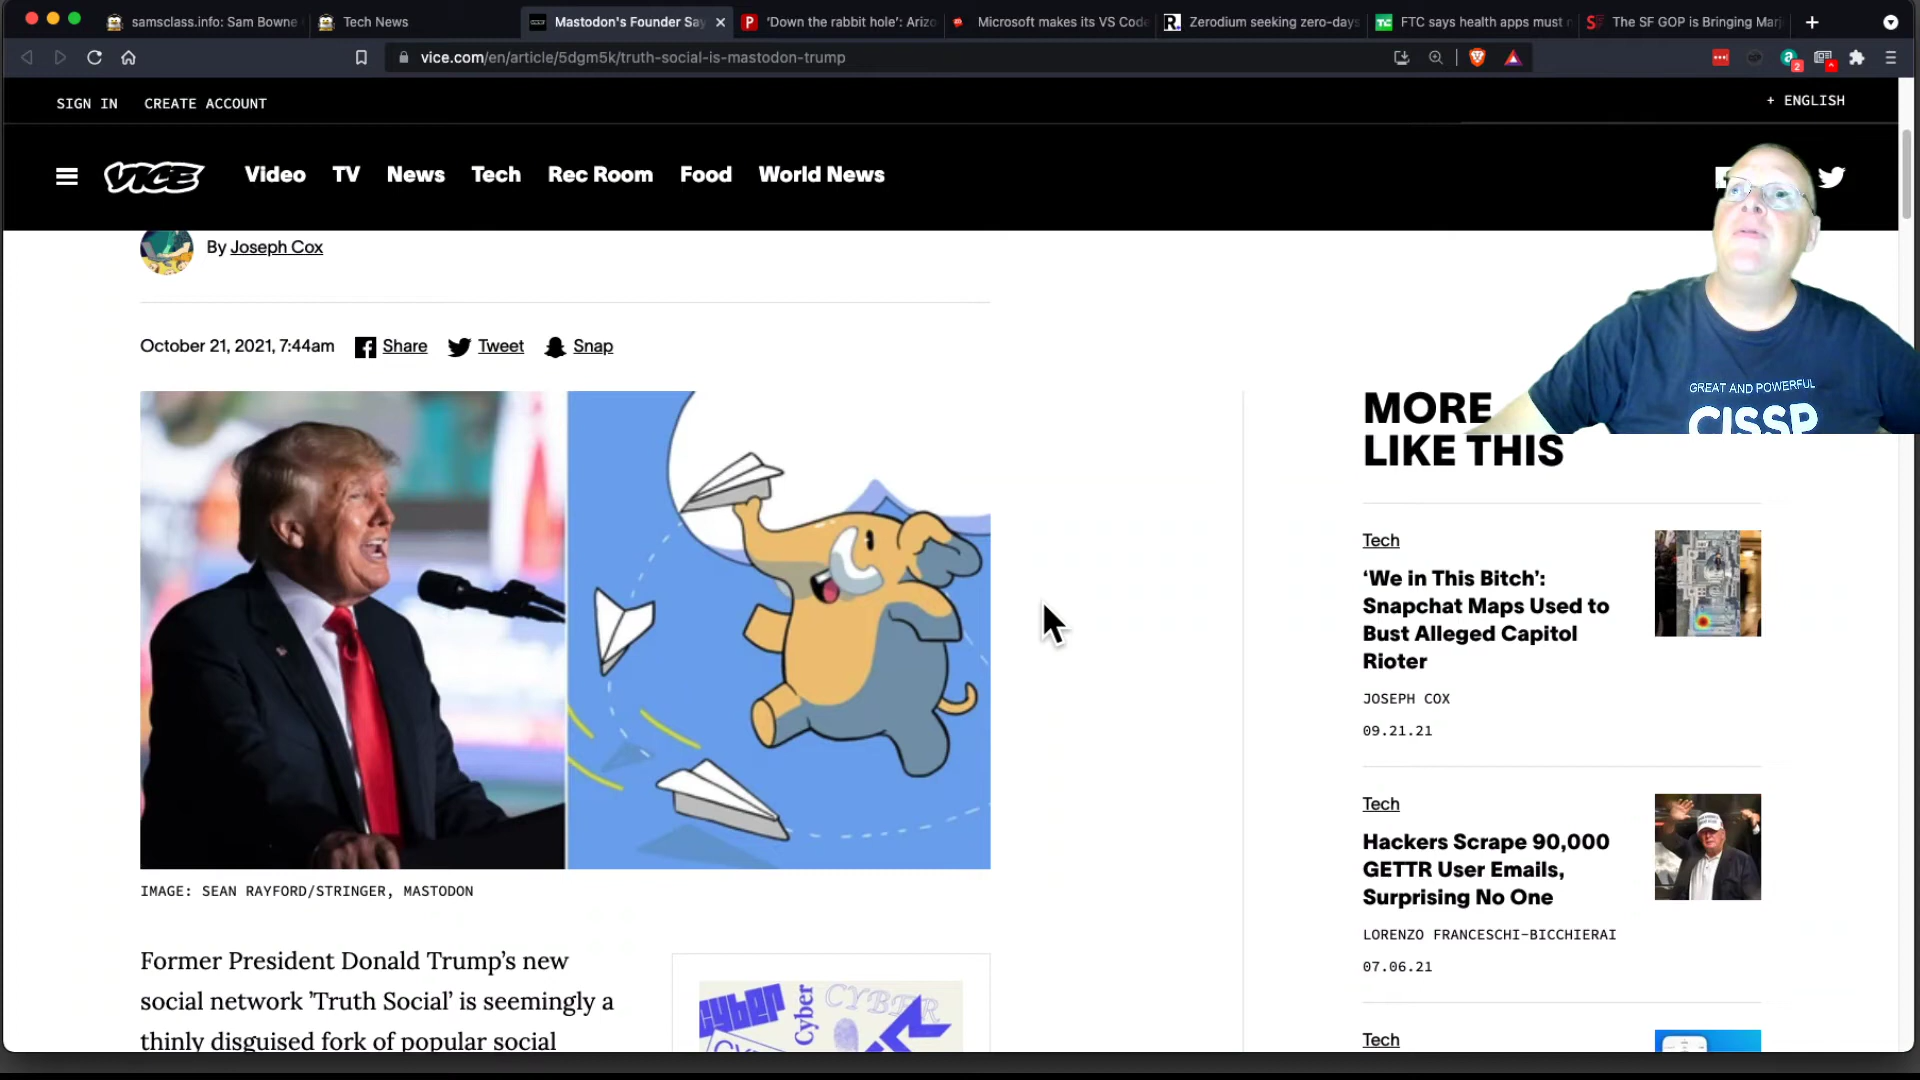 samsclass.info: Sam Bowne
Tech News
Mastodon's Founder Say
'Down the rabbit hole': Arizo
Microsoft makes its VS Code
Zerodium seeking zero-days
FTC says health apps must n
The SF GOP is Bringing Marj
vice.com/en/article/5dgm5k/truth-social-is-mastodon-trump
SIGN IN
CREATE ACCOUNT
+ ENGLISH
VICE
Video
TV
News
Tech
Rec Room
Food
World News
By Joseph Cox
October 21, 2021, 7:44am
Share
Tweet
Snap
GREAT AND POWERFUL
CISSP
MORE
LIKE THIS
Tech
‘We in This Bitch’:
Snapchat Maps Used to
Bust Alleged Capitol
Rioter
JOSEPH COX
09.21.21
Tech
Hackers Scrape 90,000
GETTR User Emails,
Surprising No One
LORENZO FRANCESCHI-BICCHIERAI
07.06.21
Tech
IMAGE: SEAN RAYFORD/STRINGER, MASTODON
Former President Donald Trump’s new
social network ’Truth Social’ is seemingly a
thinly disguised fork of popular social
cyber
Cyber
CYBER